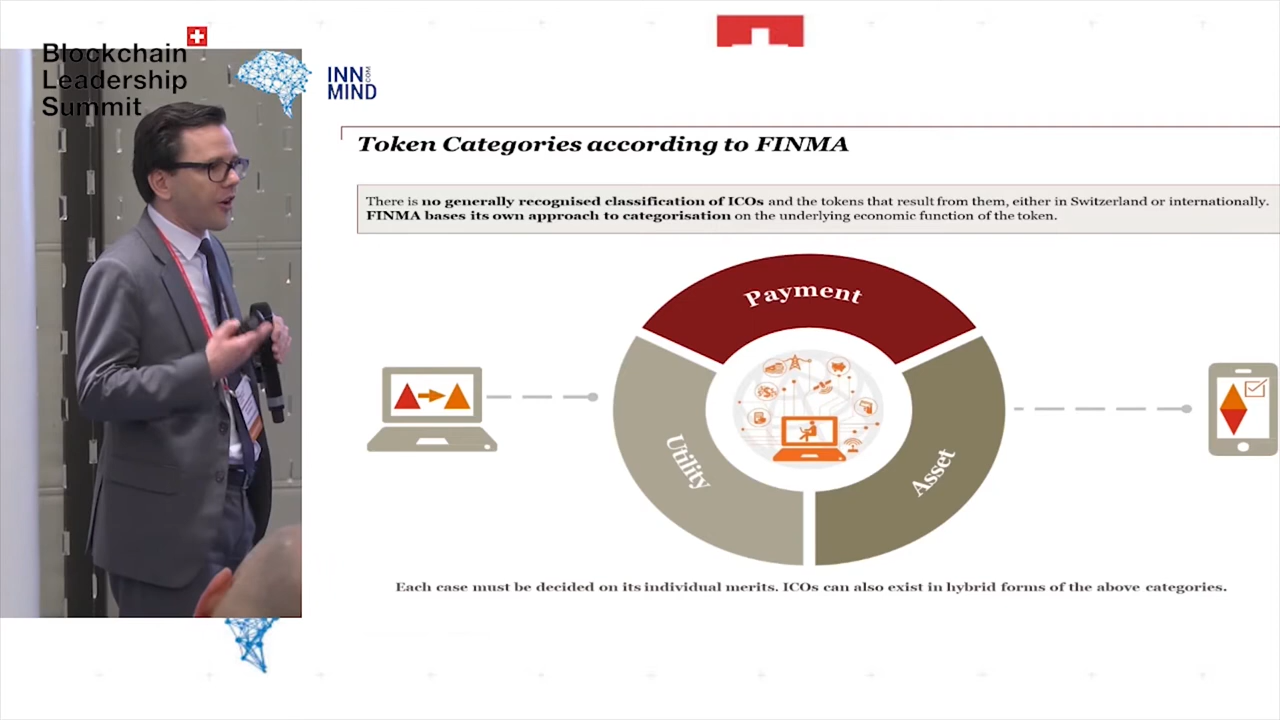 Blockchain
Leadership
Summit
INN
MIND
.COM
Token Categories according to FINMA
There is no generally recognised classification of ICOs and the tokens that result from them, either in Switzerland or internationally.
FINMA bases its own approach to categorisation on the underlying economic function of the token.
Payment
Utility
Asset
Each case must be decided on its individual merits. ICOs can also exist in hybrid forms of the above categories.